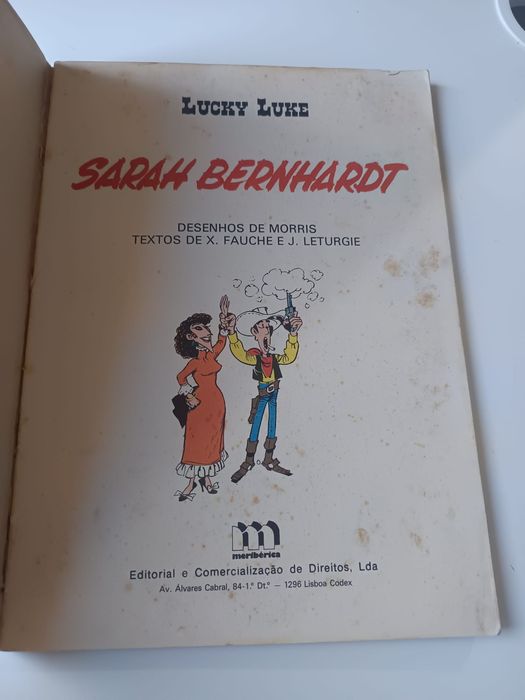 LUCKY LUKE
SARAH BERNHARDT
DESENHOS DE MORRIS
TEXTOS DE X. FAUCHE E J. LETURGIE
m
meribérica
Editorial e Comercialização de Direitos, Lda
Av. Álvares Cabral, 84-1.º Dt.º — 1296 Lisboa Codex